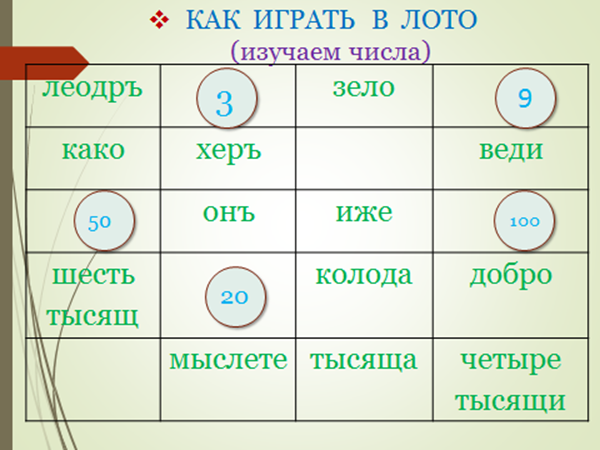 ❖ КАК ИГРАТЬ В ЛОТО
(изучаем числа)
леодръ 3 зело 9
како херъ веди
50 онъ иже 100
шесть тысящ 20 колода добро
мыслете тысяща четыре тысящи